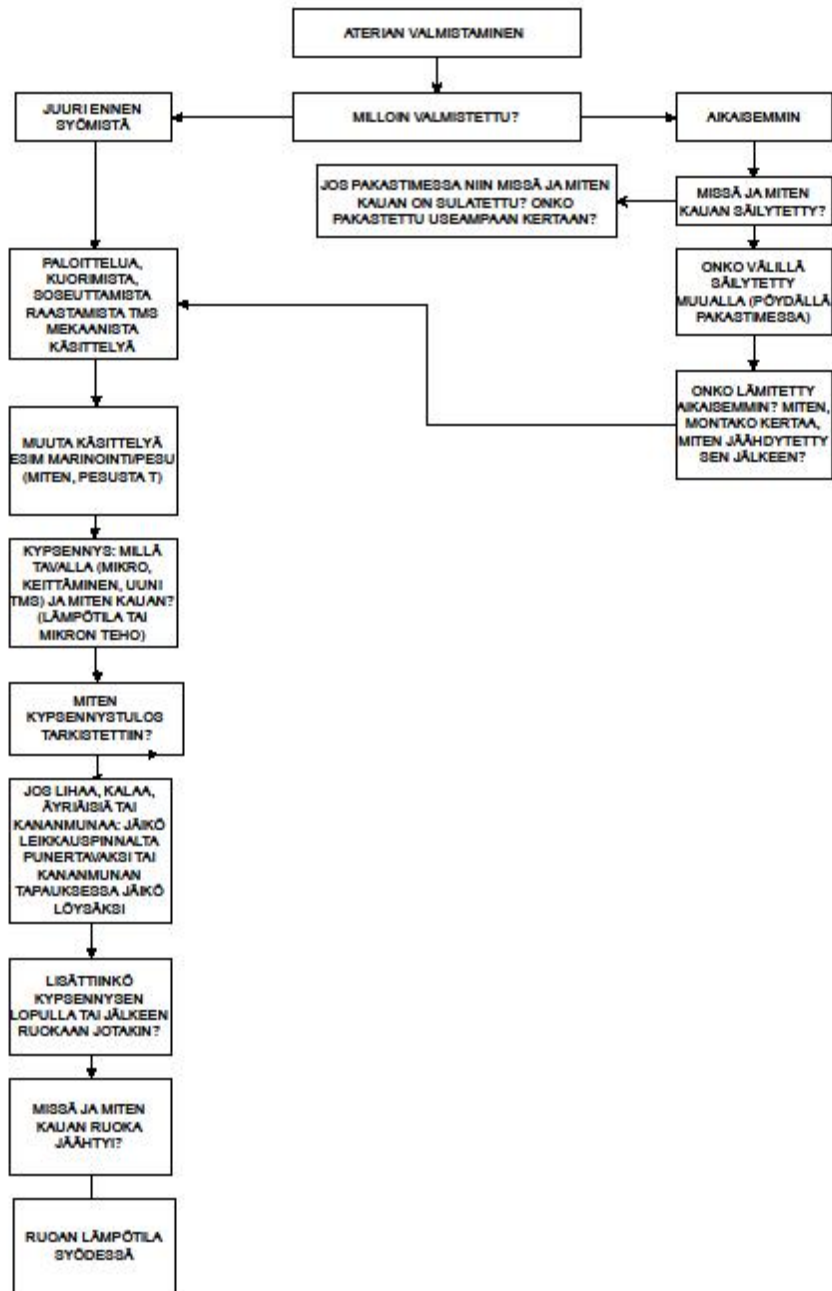 ATERIAN VALMISTAMINEN
JUURI ENNEN
SYÖMISTÄ
MILLOIN VALMISTETTU?
AIKAISEMMIN
JOS PAKASTIMESSA NIIN MISSÄ JA MITEN
KAUAN ON SULATETTU? ONKO
PAKASTETTU USEAMPAAN KERTAAN?
MISSÄ JA MITEN
KAUAN SÄILYTETTY?
PALOITTELUA,
KUORIMISTA,
SOSEUTTAMISTA
RAASTAMISTA TMS
MEKAANISTA
KÄSITTELYÄ
ONKO VÄLILLÄ
SÄILYTETTY
MUUALLA (PÖYDÄLLÄ
PAKASTIMESSA)
ONKO LÄMITETTY
AIKAISEMMIN? MITEN,
MONTAKO KERTAA,
MITEN JÄÄHDYTETTY
SEN JÄLKEEN?
MUUTA KÄSITTELYÄ
ESIM MARINOINTI/PESU
(MITEN, PESUSTA T)
KYPSENNYS: MILLÄ
TAVALLA (MIKRO,
KEITTÄMINEN, UUNI
TMS) JA MITEN KAUAN?
(LÄMPÖTILA TAI
MIKRON TEHO)
MITEN
KYPSENNYSTULOS
TARKISTETTIIN?
JOS LIHAA, KALAA,
ÄYRIÄISIÄ TAI
KANANMUNAA: JÄIKÖ
LEIKKAUSPINNALTA
PUNERTAVAKSI TAI
KANANMUNAN
TAPAUKSESSA JÄIKÖ
LÖYSÄKSI
LISÄTTIINKÖ
KYPSENNYSEN
LOPULLA TAI JÄLKEEN
RUOKAAN JOTAKIN?
MISSÄ JA MITEN
KAUAN RUOKA
JÄÄHTYI?
RUOAN LÄMPÖTILA
SYÖDESSÄ